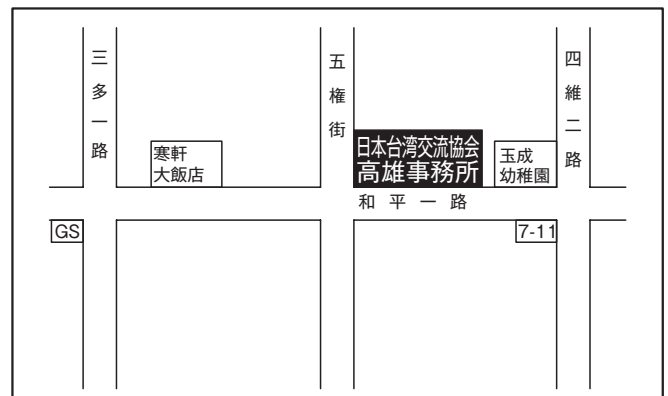 三多一路
五権街
四維二路
寒軒
大飯店
日本台湾交流協会
高雄事務所
玉成
幼稚園
和平一路
GS
7-11